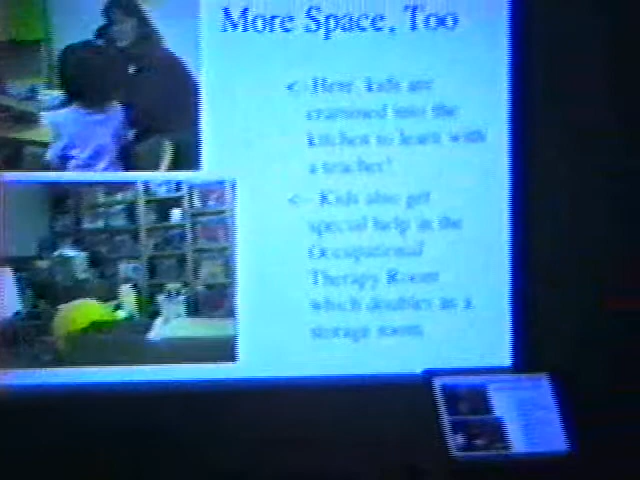 More Space, Too
<- Here, kids are
crammed into the
kitchen to learn with
a teacher!
<- Kids also get
special help in the
Occupational
Therapy Room
which doubles as a
storage room.